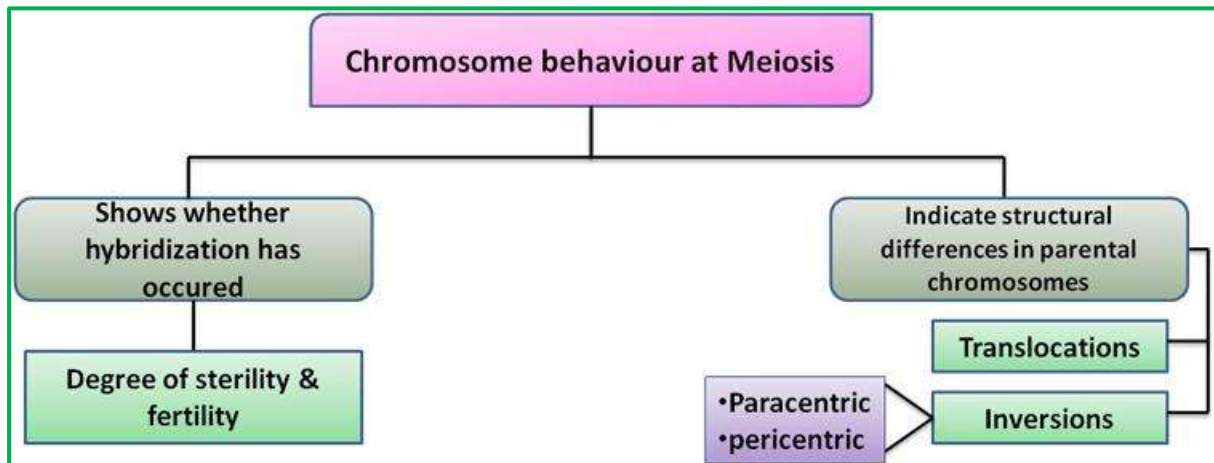 Chromosome behaviour at Meiosis
Shows whether
hybridization has
occured
Degree of sterility &
fertility
Indicate structural
differences in parental
chromosomes
Translocations
Inversions
•Paracentric
•pericentric